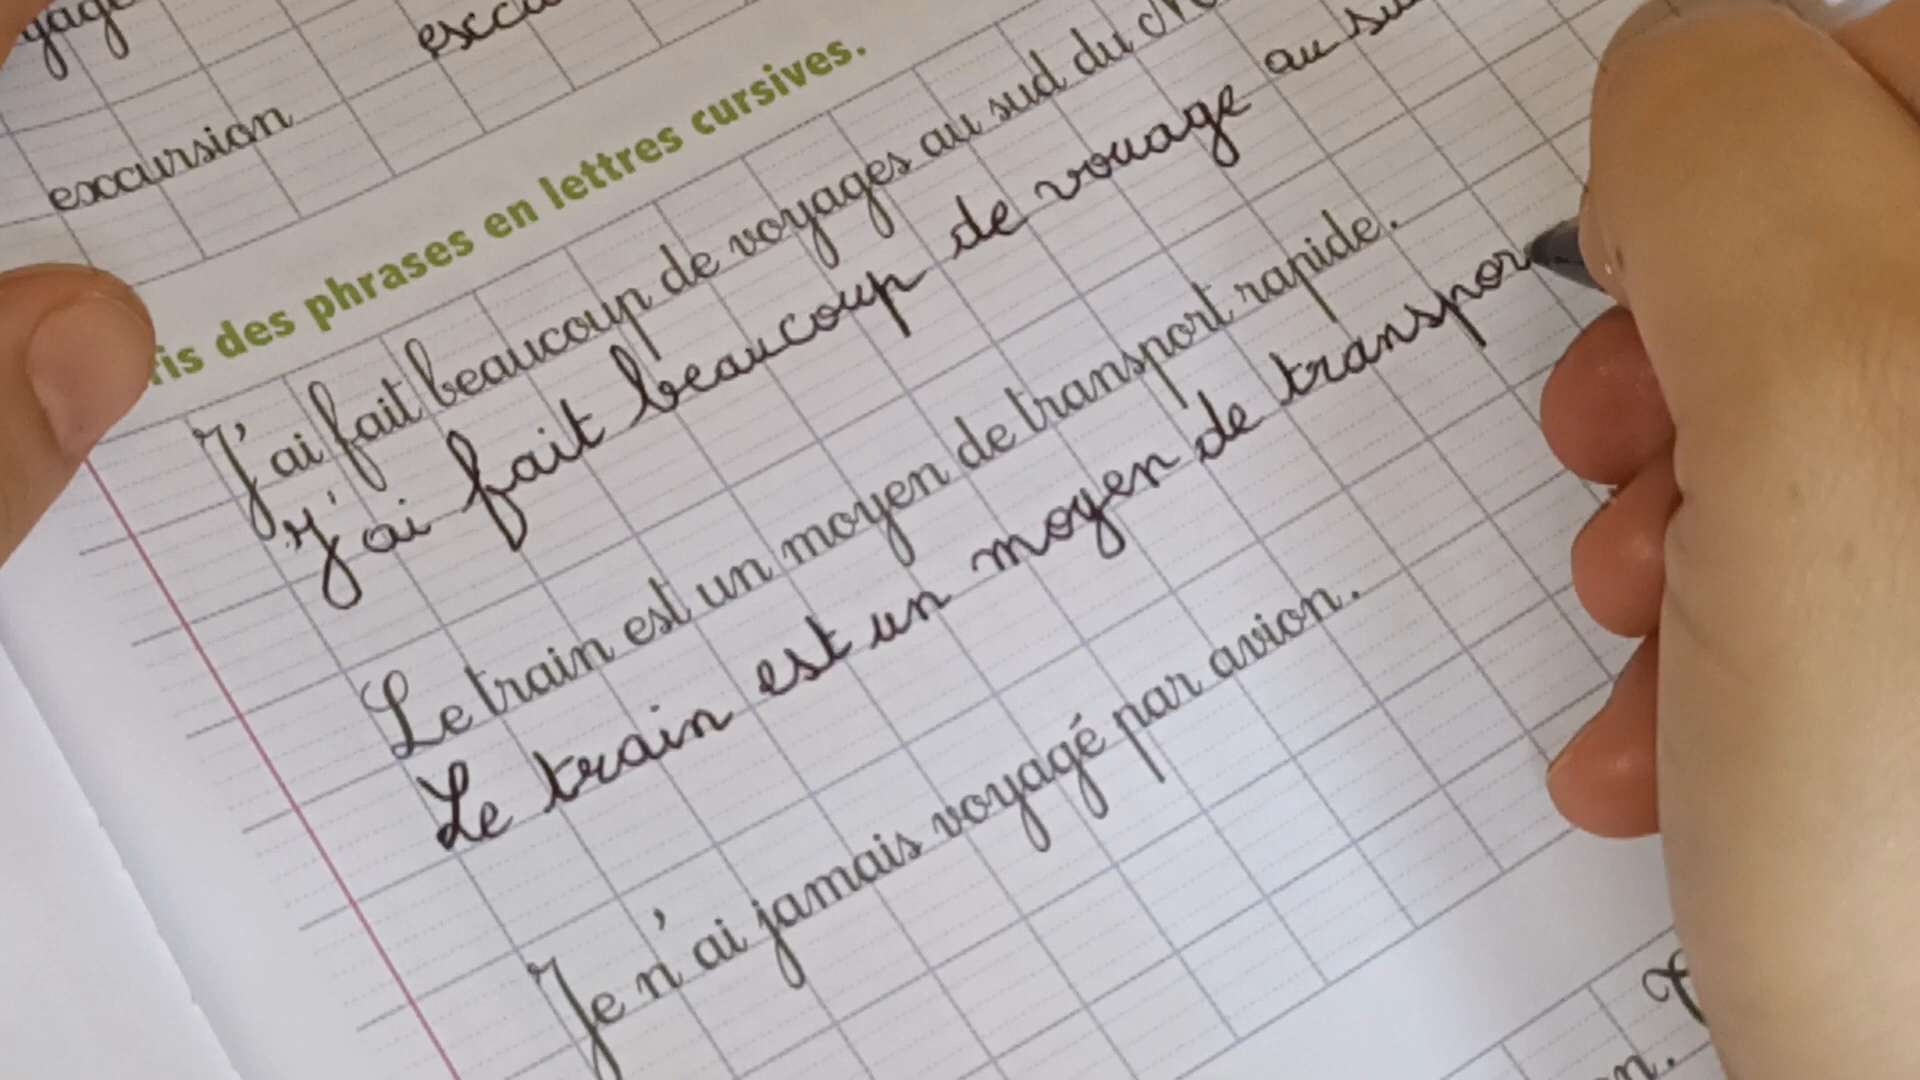 excursion
des phrases en lettres cursives.
J'ai fait beaucoup de voyages au sud du
J'ai fait beaucoup de vouage au
Le train est un moyen de transport rapide.
Le train est un moyen de transpor
Je n'ai jamais voyagé par avion.